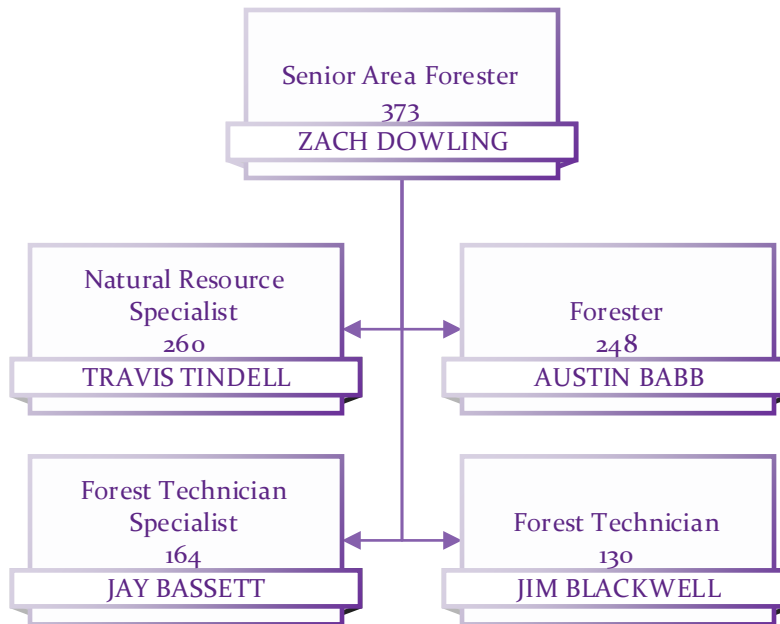 Senior Area Forester
373
ZACH DOWLING
Natural Resource
Specialist
260
TRAVIS TINDELL
Forester
248
AUSTIN BABB
Forest Technician
Specialist
164
JAY BASSETT
Forest Technician
130
JIM BLACKWELL